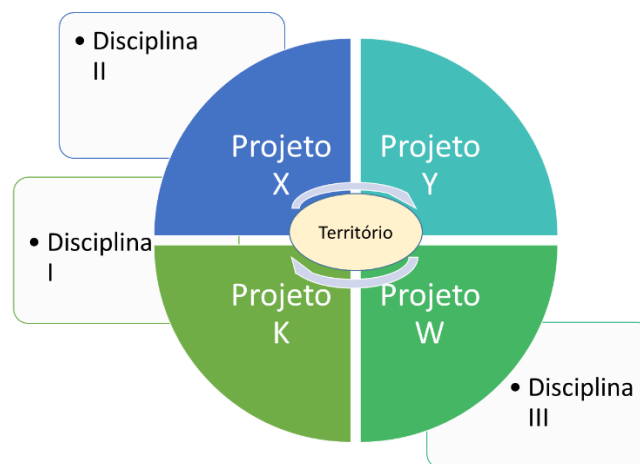 • Disciplina
II
Projeto
X
Projeto
Y
• Disciplina
I
Território
Projeto
K
Projeto
W
• Disciplina
III